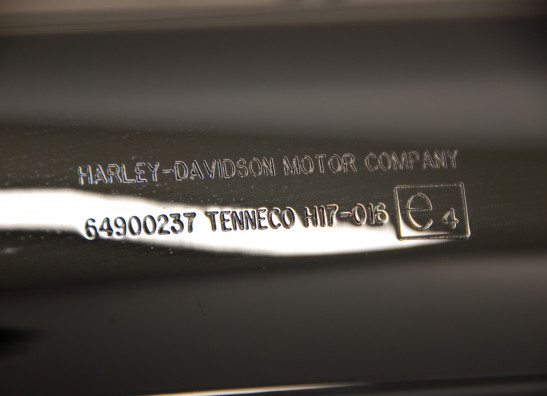 HARLEY-DAVIDSON MOTOR COMPANY
64900237 TENNECO H17-016 e4